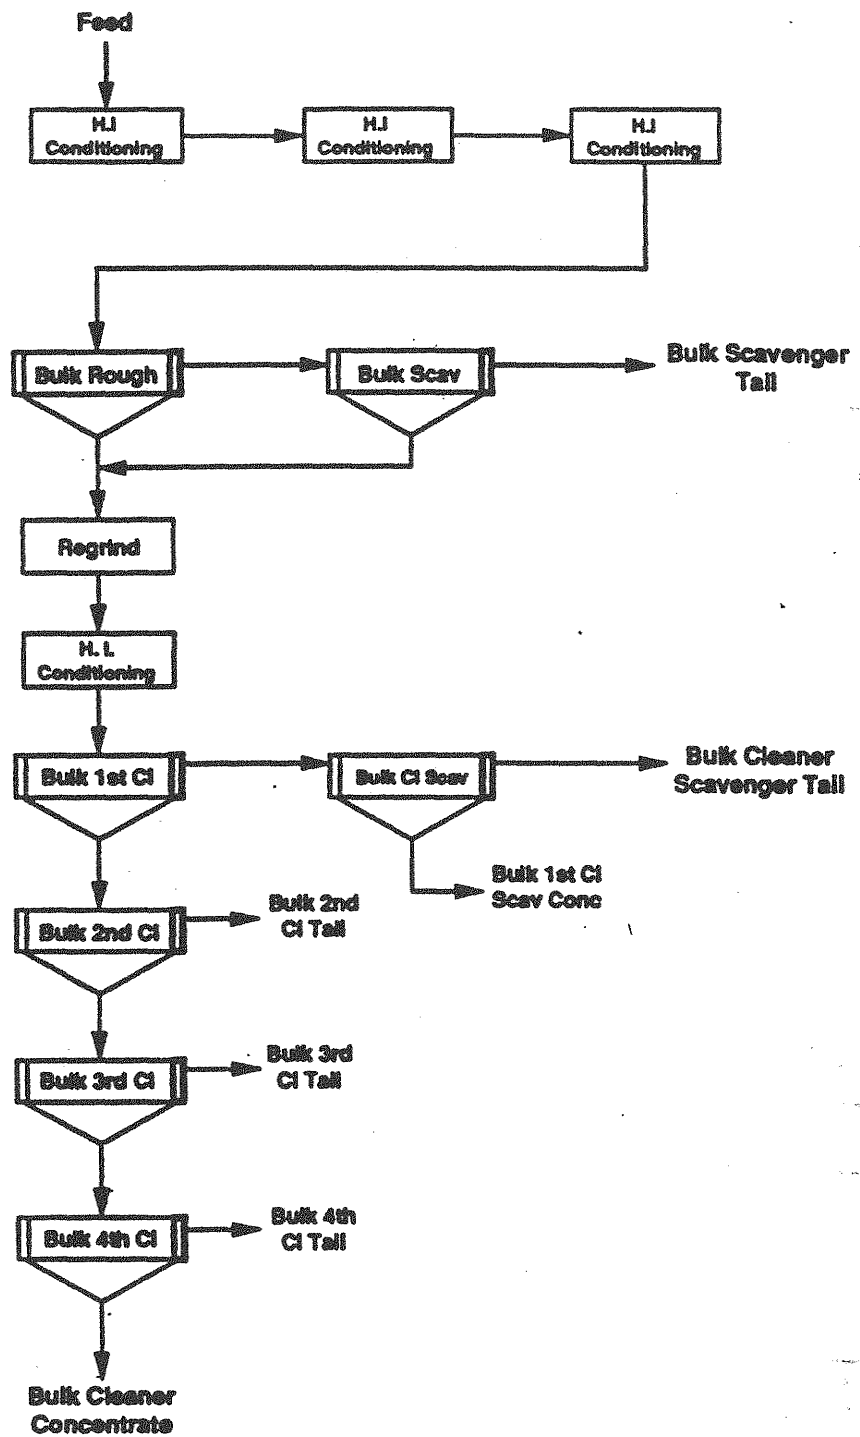 Feed
H.I
Conditioning
H.I
Conditioning
H.I
Conditioning
Bulk Rough
Bulk Scav
Bulk Scavenger
Tail
Regrind
H. I.
Conditioning
Bulk 1st Cl
Bulk Cl Scav
Bulk Cleaner
Scavenger Tail
Bulk 1st Cl
Scav Conc
Bulk 2nd Cl
Bulk 2nd
Cl Tail
Bulk 3rd Cl
Bulk 3rd
Cl Tail
Bulk 4th Cl
Bulk 4th
Cl Tail
Bulk Cleaner
Concentrate